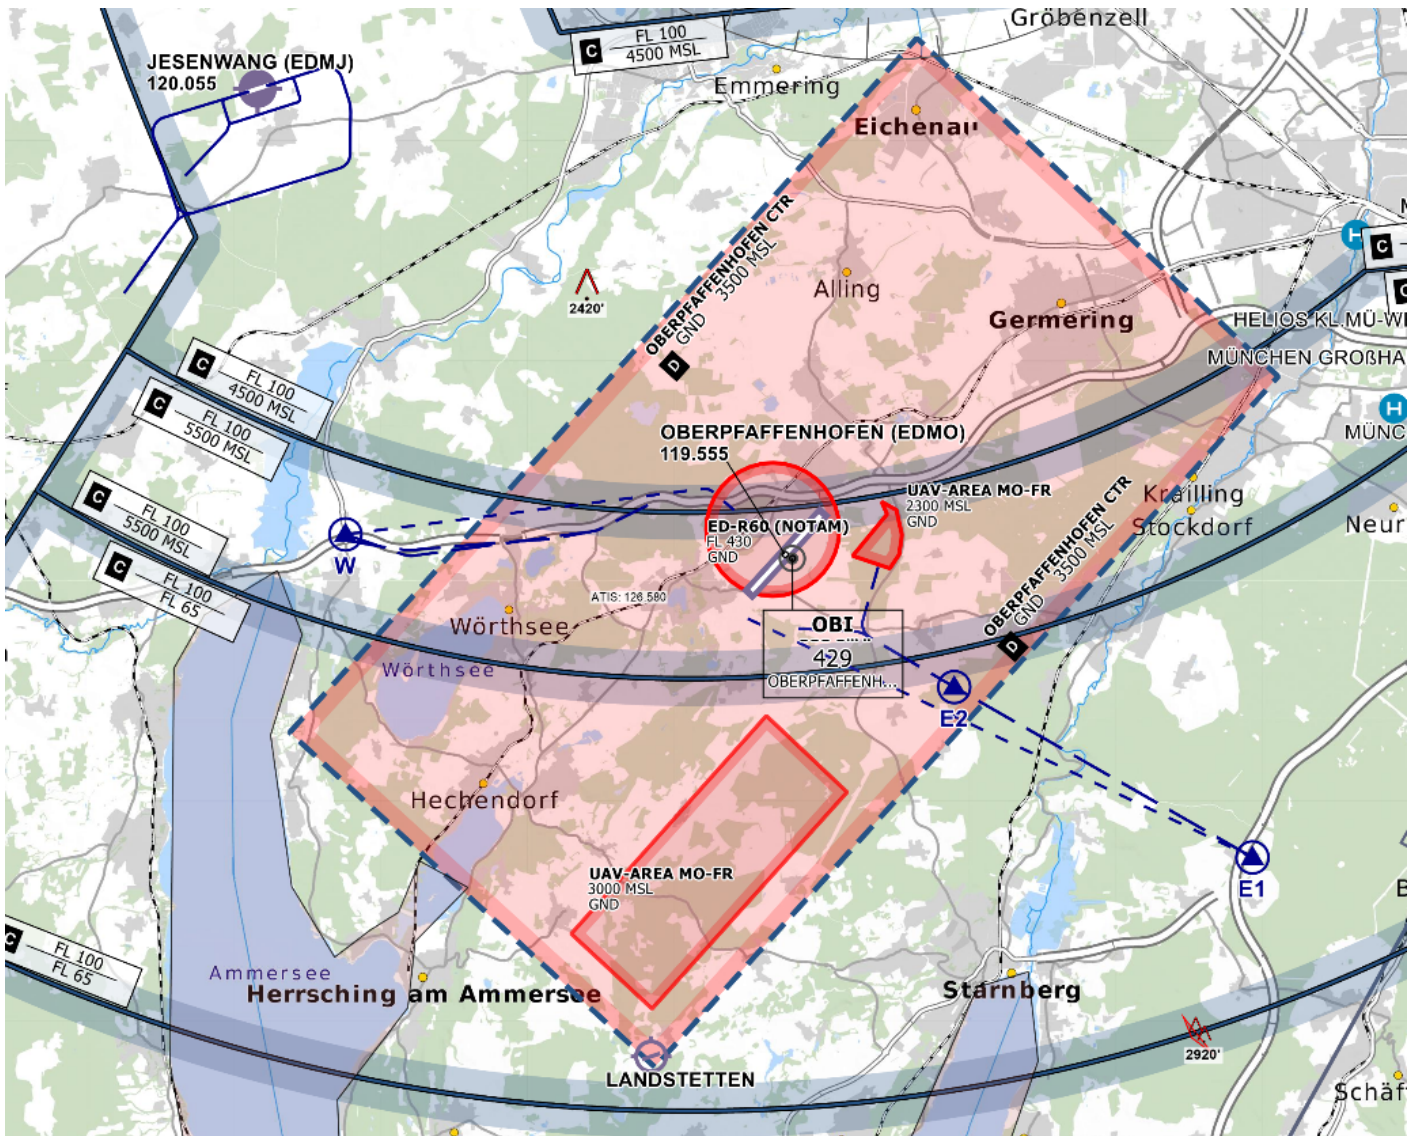 Gröbenzell
C
FL 100
4500 MSL
JESENWANG (EDMJ)
120.055
Emmering
Eichenau
OBERPFAFFENHOFEN CTR
3500 MSL
GND
D
2420'
Alling
Germering
H
C
C
HELIOS KL.MÜ-WI
MÜNCHEN GROßHA
C
FL 100
4500 MSL
C
FL 100
5500 MSL
H
MÜNC
OBERPFAFFENHOFEN (EDMO)
119.555
C
FL 100
5500 MSL
UAV-AREA MO-FR
2300 MSL
GND
Krailling
Stockdorf
Neur
ED-R60 (NOTAM)
FL 430
GND
OBERPFAFFENHOFEN CTR
3500 MSL
GND
D
W
C
FL 100
FL 65
ATIS: 126.580
Wörthsee
Wörthsee
OBI
429
OBERPFAFFENH...
E2
Hechendorf
UAV-AREA MO-FR
3000 MSL
GND
E1
B
C
FL 100
FL 65
Ammersee
Herrsching am Ammersee
Starnberg
2920'
LANDSTETTEN
Schäf